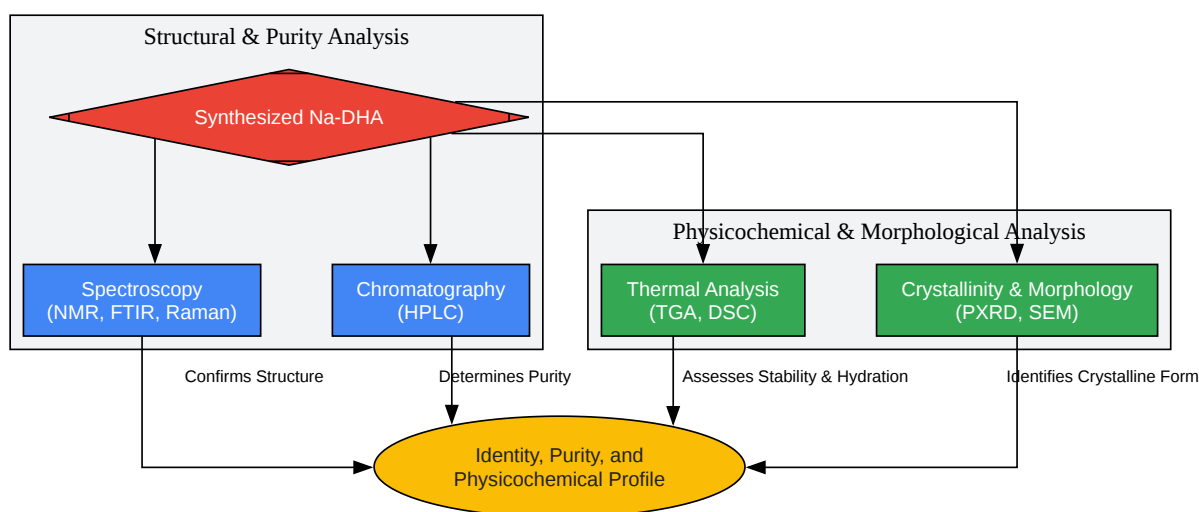 Structural & Purity Analysis
Synthesized Na-DHA
Physicochemical & Morphological Analysis
Spectroscopy
(NMR, FTIR, Raman)
Chromatography
(HPLC)
Thermal Analysis
(TGA, DSC)
Crystallinity & Morphology
(PXRD, SEM)
Confirms Structure
Determines Purity
Assesses Stability & Hydration
Identifies Crystalline Form
Identity, Purity, and
Physicochemical Profile